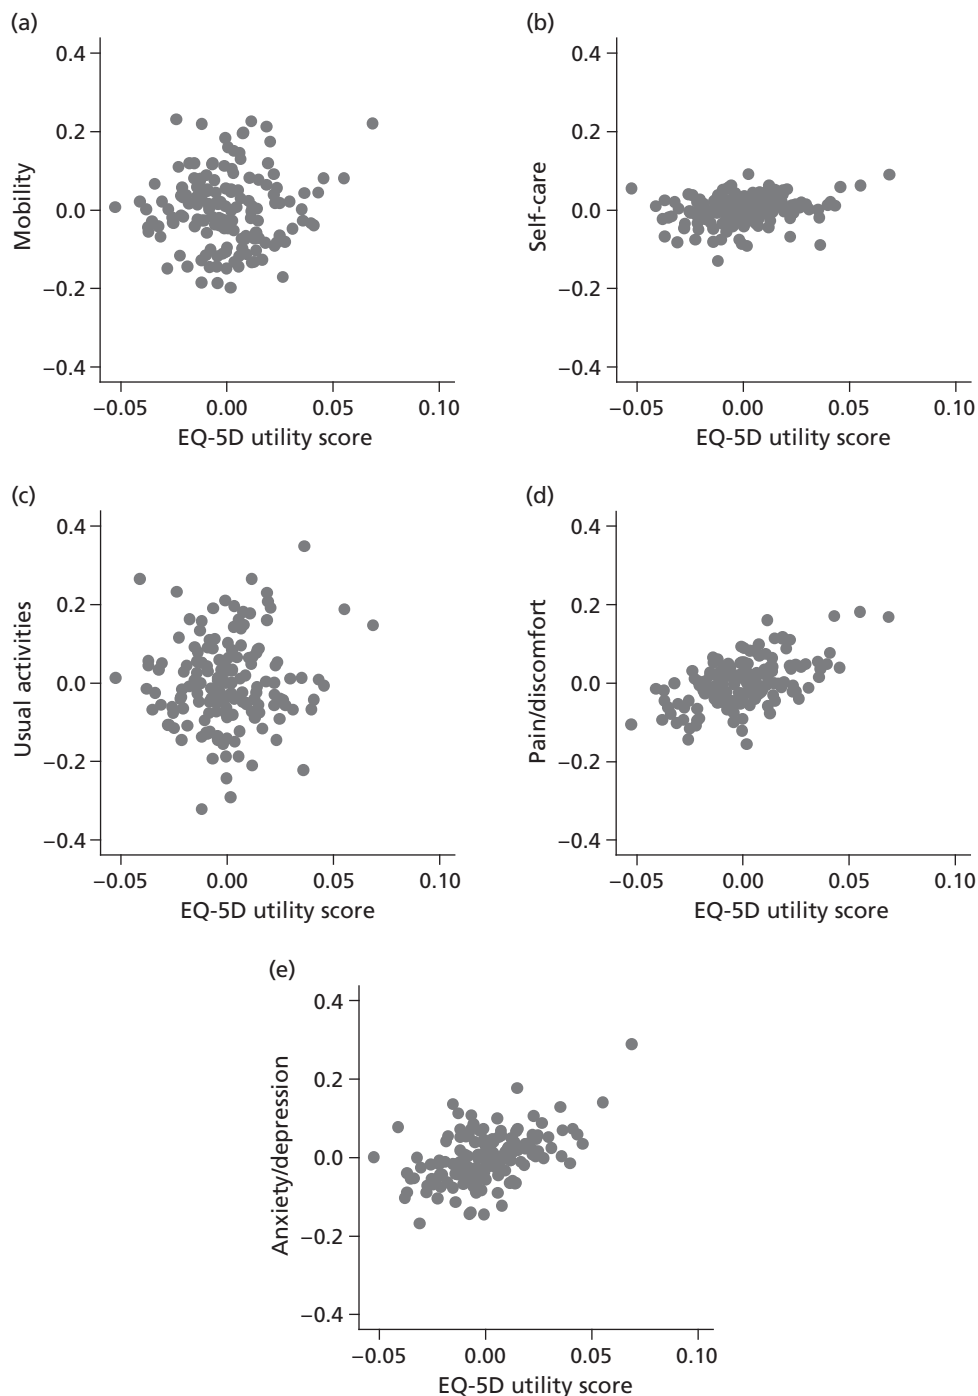 (a)
0.4
0.2
0.0
−0.2
−0.4
Mobility
−0.05 0.00 0.05 0.10
EQ-5D utility score
(b)
0.4
0.2
0.0
−0.2
−0.4
Self-care
−0.05 0.00 0.05 0.10
EQ-5D utility score
(c)
0.4
0.2
0.0
−0.2
−0.4
Usual activities
−0.05 0.00 0.05 0.10
EQ-5D utility score
(d)
0.4
0.2
0.0
−0.2
−0.4
Pain/discomfort
−0.05 0.00 0.05 0.10
EQ-5D utility score
(e)
0.4
0.2
0.0
−0.2
−0.4
Anxiety/depression
−0.05 0.00 0.05 0.10
EQ-5D utility score